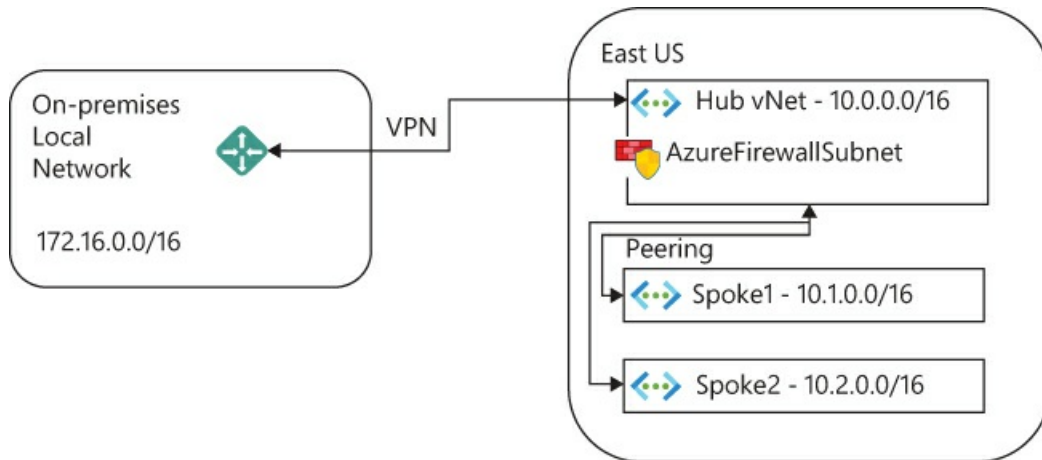 On-premises
Local
Network
172.16.0.0/16
VPN
East US
Hub vNet - 10.0.0.0/16
AzureFirewallSubnet
Peering
Spoke1 - 10.1.0.0/16
Spoke2 - 10.2.0.0/16